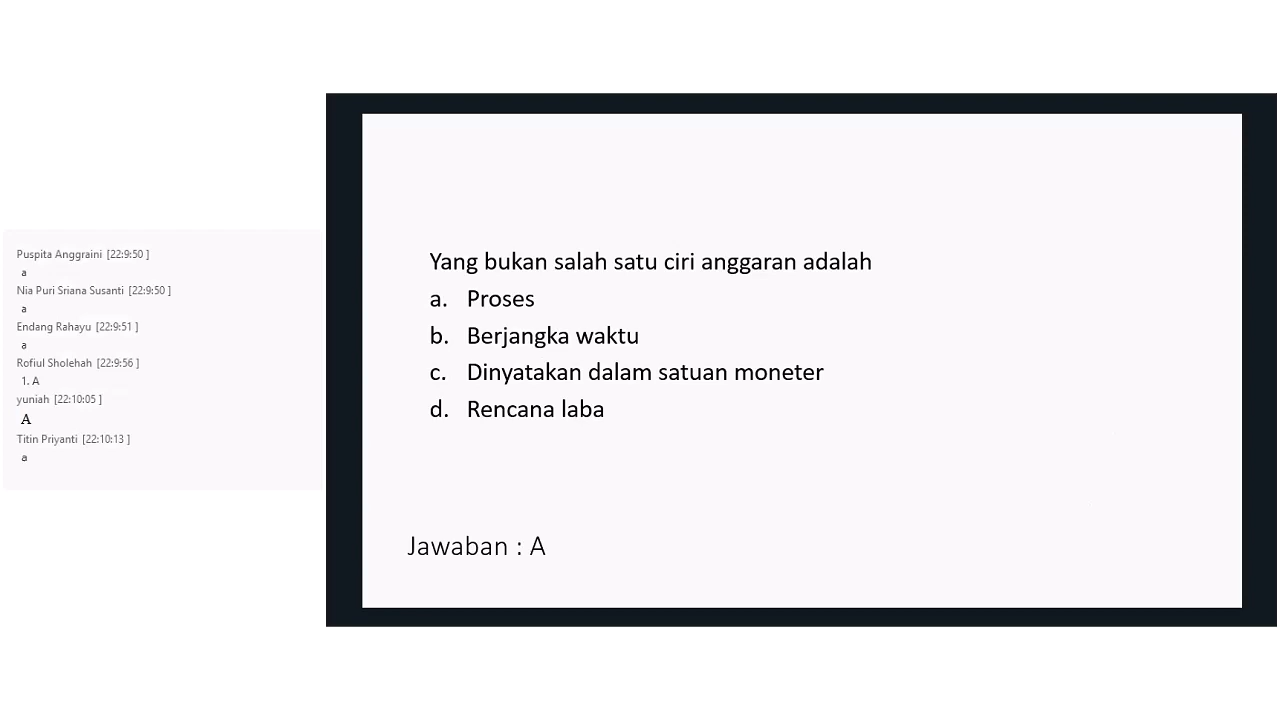 Puspita Anggraini [22:9:50 ]
a
Nia Puri Sriana Susanti [22:9:50 ]
a
Endang Rahayu [22:9:51 ]
a
Rofiul Sholehah [22:9:56 ]
1. A
yuniah [22:10:05 ]
A
Titin Priyanti [22:10:13 ]
a
Yang bukan salah satu ciri anggaran adalah
a. Proses
b. Berjangka waktu
c. Dinyatakan dalam satuan moneter
d. Rencana laba
Jawaban : A